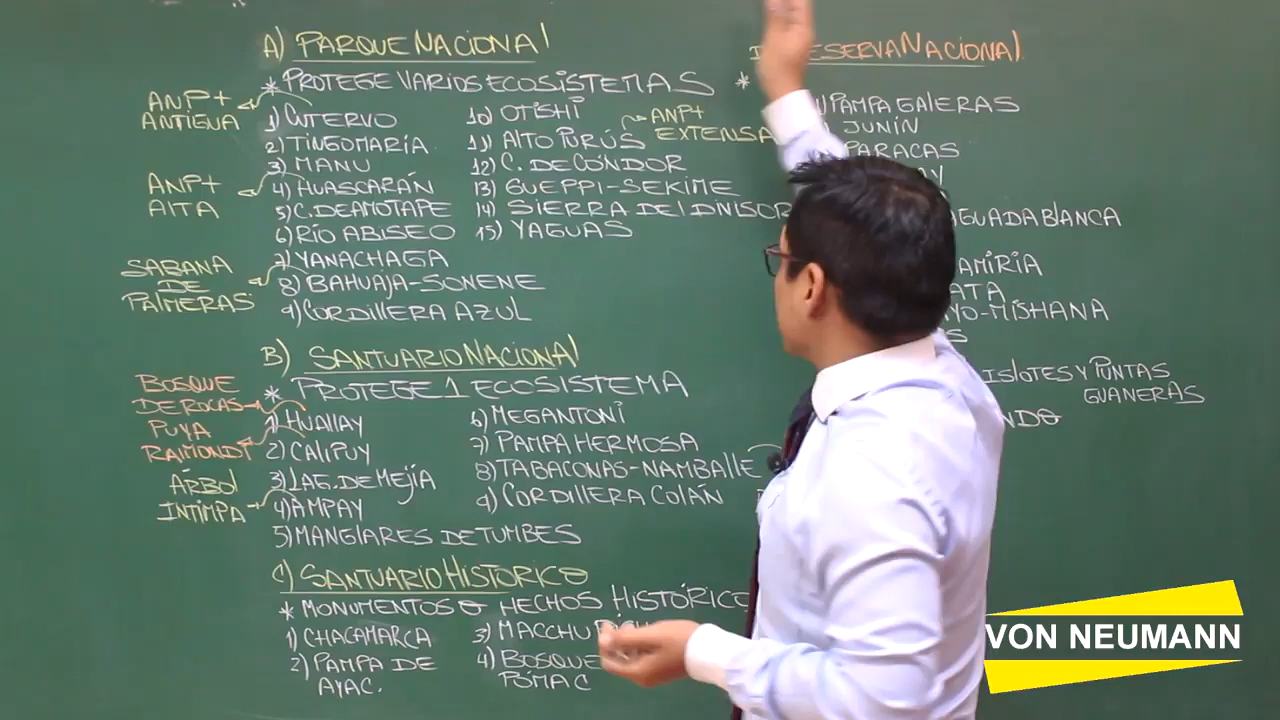 A) PARQUE NACIONAL
* PROTEGE VARIOS ECOSISTEMAS
ANP+
ANTIGUA
1) CUTERVO
2) TINGO MARÍA
3) MANU
ANP+
ALTA
4) HUASCARÁN
5) C. DE AMOTAPE
6) RÍO ABISEO
7) YANACHAGA
SABANA
DE
PALMERAS
8) BAHUAJA-SONENE
9) CORDILLERA AZUL
10) OTISHI
ANP+
EXTENSA
11) ALTO PURÚS
12) C. DE CÓNDOR
13) GUEPPI-SEKIME
14) SIERRA DEL DIVISOR
15) YAGUAS
B) SANTUARIO NACIONAL
* PROTEGE 1 ECOSISTEMA
BOSQUE
DE ROCAS
PUYA
RAIMONDI
1) HUAllAY
2) CALIPUY
3) LAG. DE MEJÍA
ÁRBOL
INTIMPA
4) AMPAY
5) MANGLARES DE TUMBES
6) MEGANTONI
7) PAMPA HERMOSA
8) TABACONAS-NAMBALLE
9) CORDILLERA COLÁN
C) SANTUARIO HISTORICO
* MONUMENTOS O HECHOS HISTÓRICO
1) CHACAMARCA
2) PAMPA DE
AYAC.
3) MACCHU
4) BOSQUE
PÓMAC
ESERVA NACIONAL
*
PAMPA GALERAS
JUNÍN
PARACAS
AGUADA BLANCA
AMIRIA
ATA
YO-MISHANA
ISLOTES Y PUNTAS
GUANERAS
VON NEUMANN